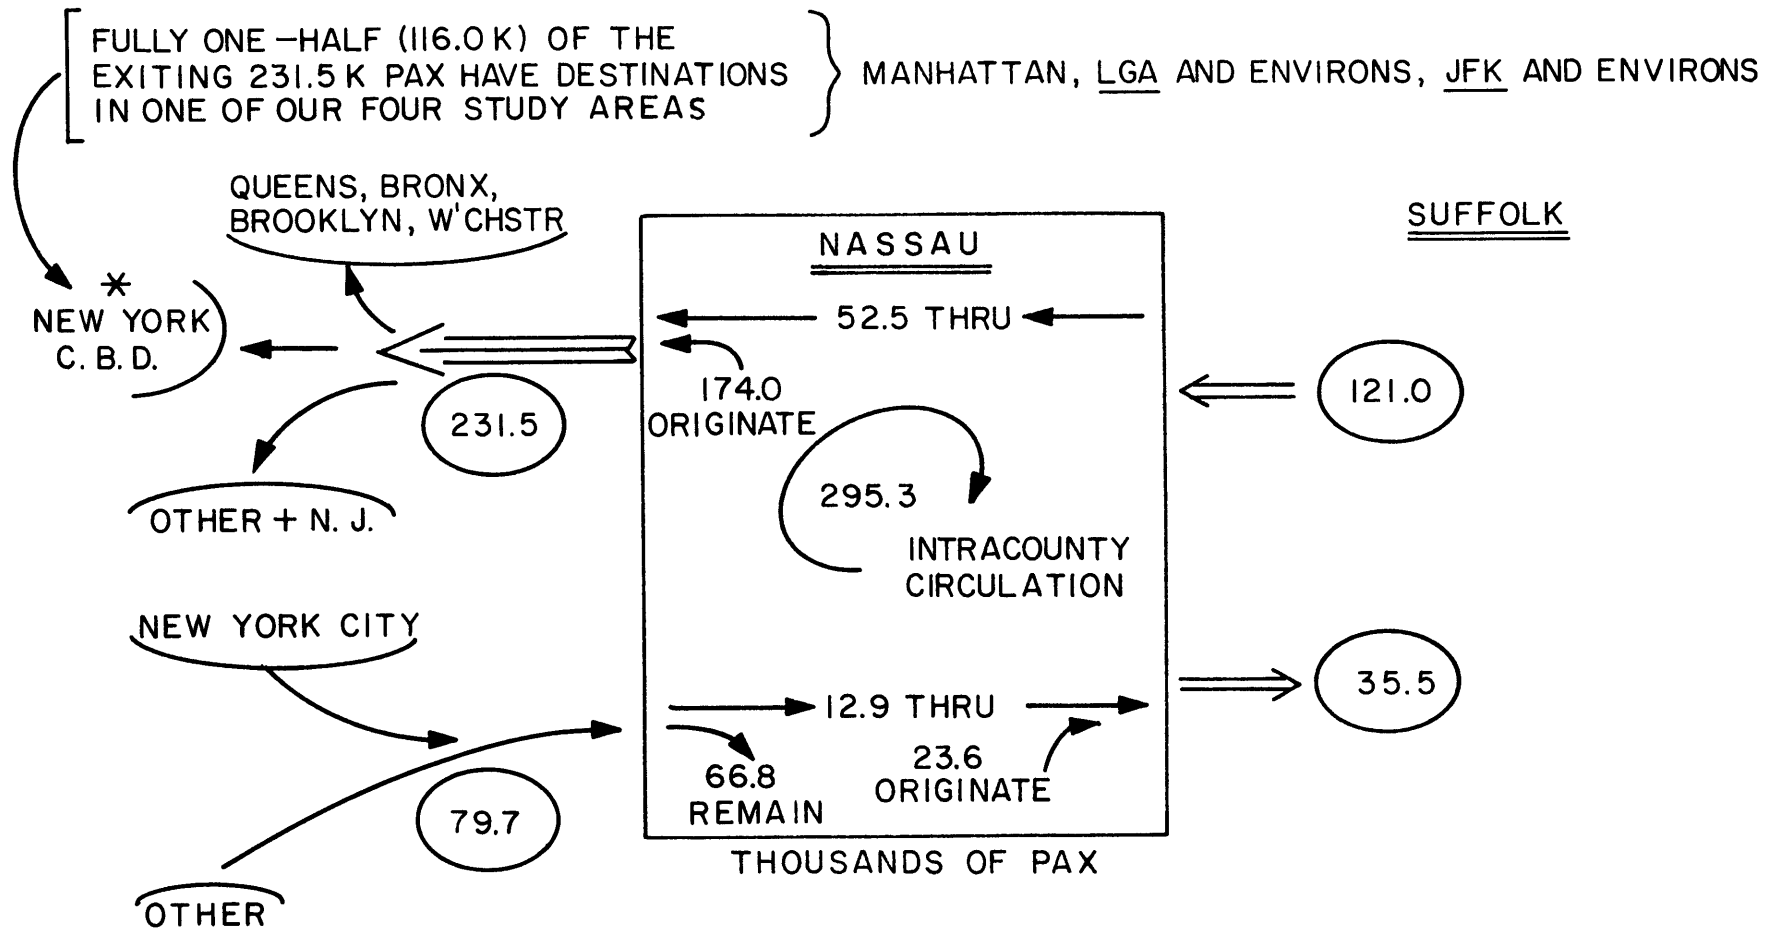 FULLY ONE-HALF (116.0K) OF THE
EXITING 231.5K PAX HAVE DESTINATIONS
IN ONE OF OUR FOUR STUDY AREAS
MANHATTAN, LGA AND ENVIRONS, JFK AND ENVIRONS
QUEENS, BRONX,
BROOKLYN, W'CHSTR
NASSAU
SUFFOLK
*
NEW YORK
C.B.D.
52.5 THRU
174.0
ORIGINATE
231.5
121.0
295.3
INTRACOUNTY
CIRCULATION
OTHER + N.J.
NEW YORK CITY
35.5
12.9 THRU
23.6
ORIGINATE
66.8
REMAIN
79.7
THOUSANDS OF PAX
OTHER